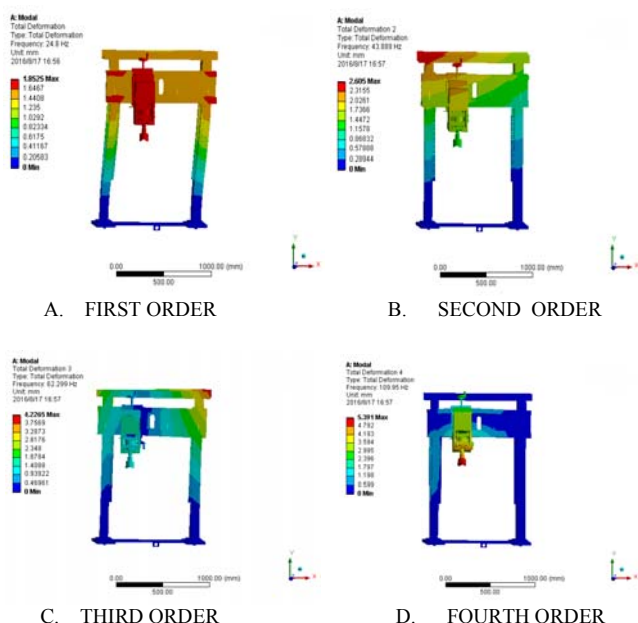 A: Modal
Total Deformation
Type: Total Deformation
Frequency: 24.8 Hz
Unit: mm
2016/8/17 16:56
1.8525 Max
1.6467
1.4408
1.235
1.0292
0.82334
0.6175
0.41167
0.20583
0 Min
0.00
1000.00 (mm)
500.00
A. FIRST ORDER
A: Modal
Total Deformation 2
Type: Total Deformation
Frequency: 43.888 Hz
Unit: mm
2016/8/17 16:57
2.605 Max
2.3155
2.0261
1.7366
1.4472
1.1578
0.86832
0.57888
0.28944
0 Min
0.00
1000.00 (mm)
500.00
B. SECOND ORDER
A: Modal
Total Deformation 3
Type: Total Deformation
Frequency: 62.299 Hz
Unit: mm
2016/8/17 16:57
4.2265 Max
3.7569
3.2873
2.8176
2.348
1.8784
1.4088
0.93922
0.46961
0 Min
0.00
1000.00 (mm)
500.00
C. THIRD ORDER
A: Modal
Total Deformation 4
Type: Total Deformation
Frequency: 109.95 Hz
Unit: mm
2016/8/17 16:57
5.391 Max
4.792
4.193
3.594
2.995
2.396
1.797
1.198
0.599
0 Min
0.00
1000.00 (mm)
500.00
D. FOURTH ORDER